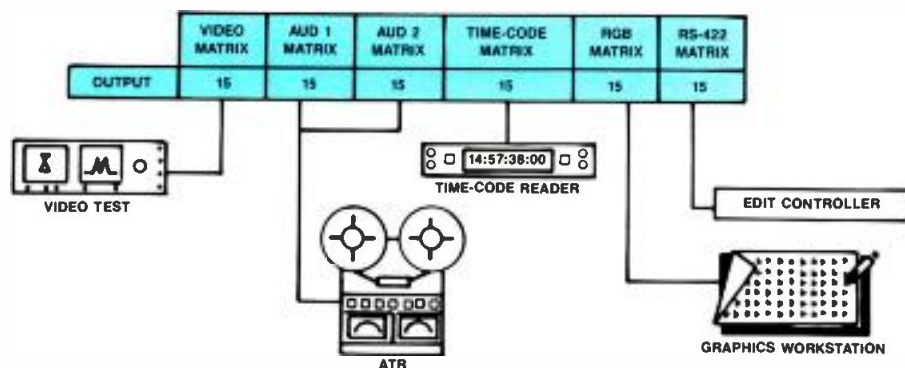 VIDEO MATRIX
AUD 1 MATRIX
AUD 2 MATRIX
TIME-CODE MATRIX
RGB MATRIX
RS-422 MATRIX
OUTPUT 15 15 15 15 15 15
14:57:38:00
TIME-CODE READER
VIDEO TEST
EDIT CONTROLLER
ATR
GRAPHICS WORKSTATION